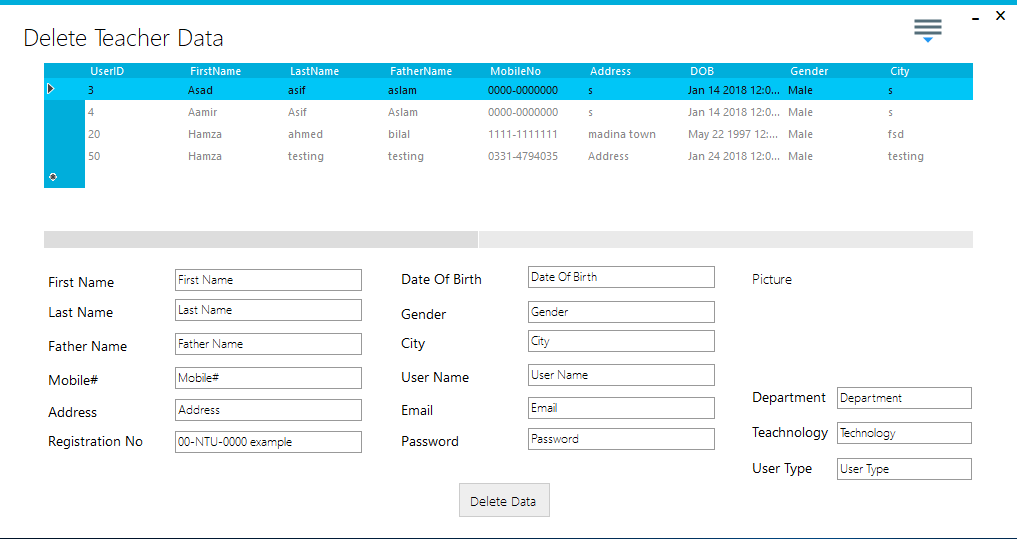 Delete Teacher Data
UserID FirstName LastName FatherName MobileNo Address DOB Gender City
3 Asad asif aslam 0000-0000000 s Jan 14 2018 12:0... Male s
4 Aamir Asif Aslam 0000-0000000 s Jan 14 2018 12:0... Male s
20 Hamza ahmed bilal 1111-1111111 madina town May 22 1997 12:... Male fsd
50 Hamza testing testing 0331-4794035 Address Jan 24 2018 12:0... Male testing
First Name First Name Date Of Birth Date Of Birth Picture
Last Name Last Name Gender Gender
Father Name Father Name City City
Mobile# Mobile# User Name User Name
Address Address Email Email Department Department
Registration No 00-NTU-0000 example Password Password Teachnology Technology
User Type User Type
Delete Data